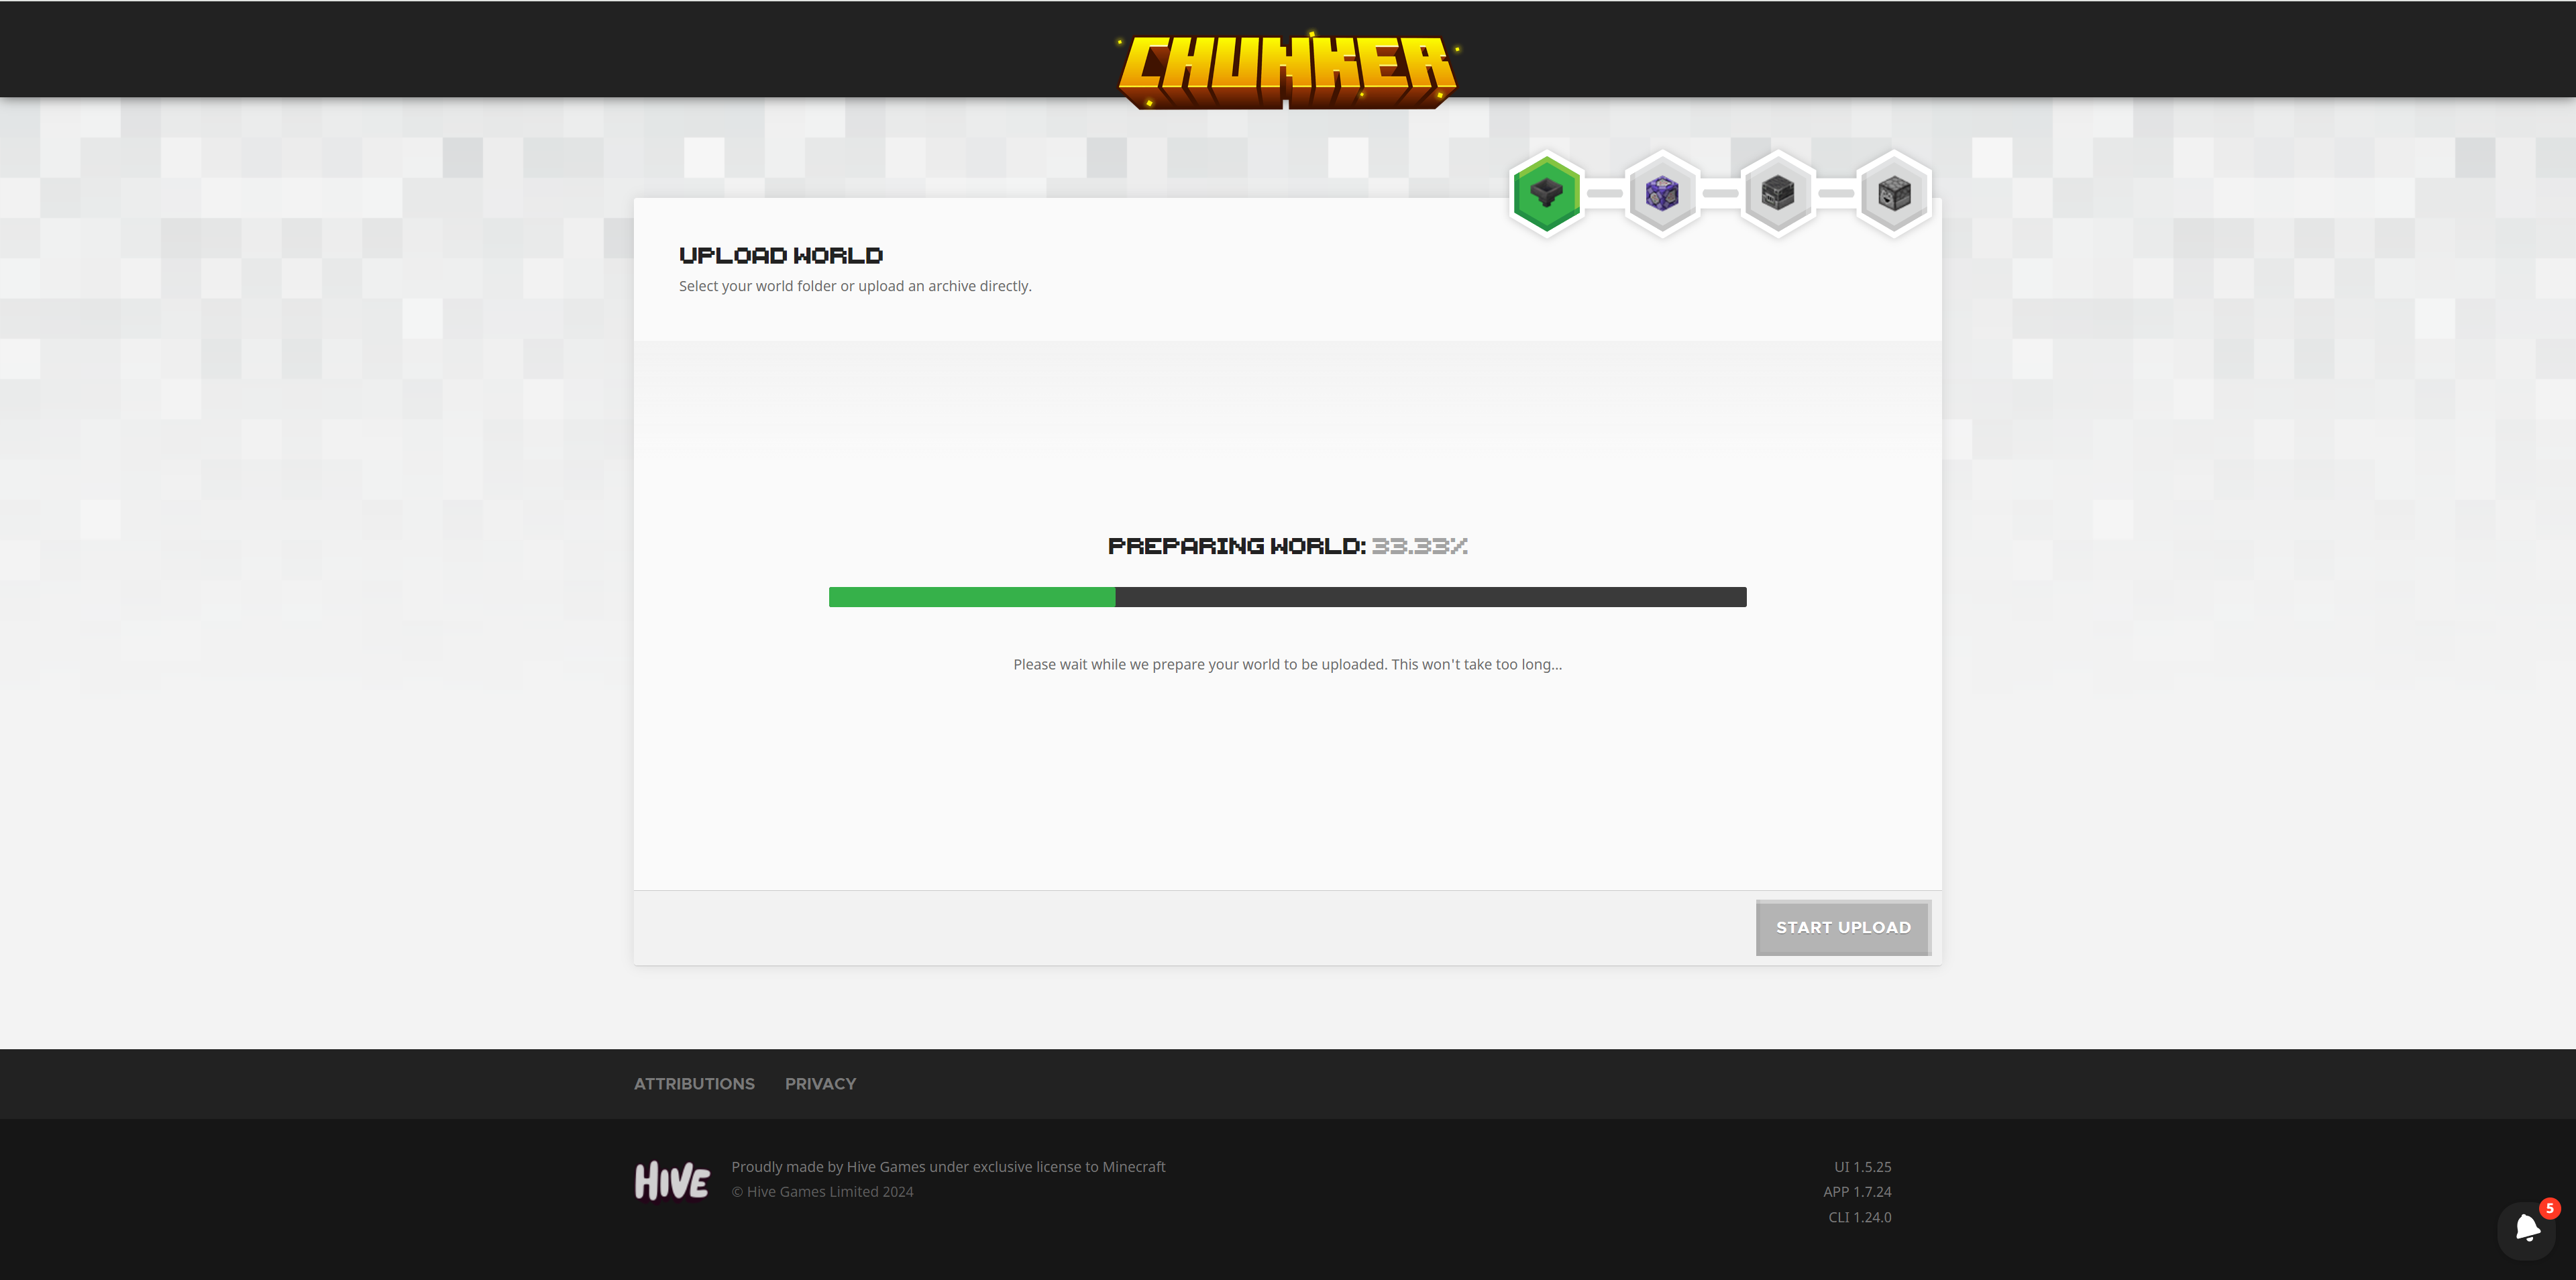 CHUNKER
UPLOAD WORLD
Select your world folder or upload an archive directly.
PREPARING WORLD: 33.33%
Please wait while we prepare your world to be uploaded. This won't take too long...
START UPLOAD
ATTRIBUTIONS PRIVACY
HIVE
Proudly made by Hive Games under exclusive license to Minecraft
© Hive Games Limited 2024
UI 1.5.25
APP 1.7.24
CLI 1.24.0
5